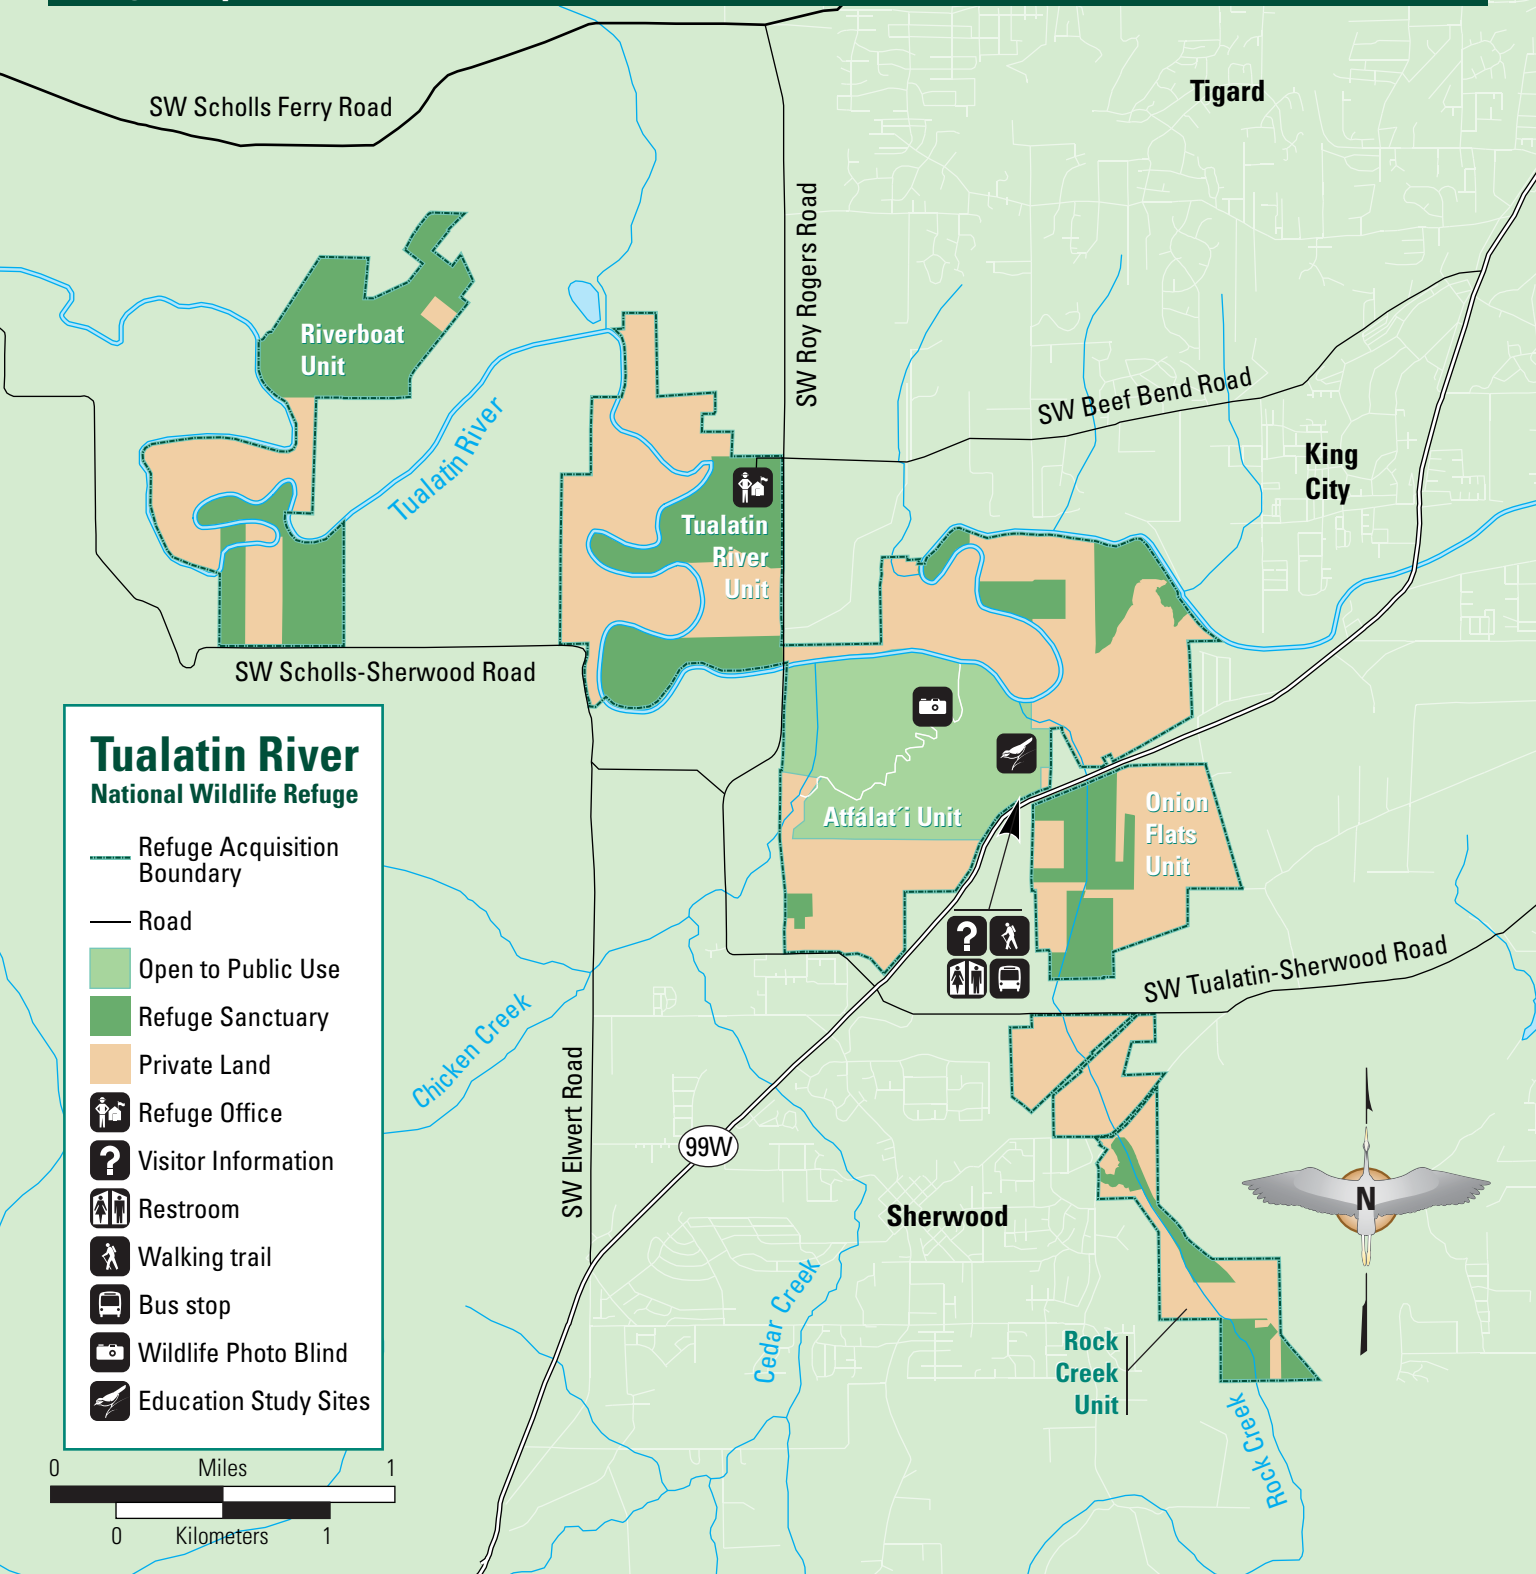 SW Scholls Ferry Road
Tigard
SW Roy Rogers Road
Riverboat
Unit
Tualatin River
SW Beef Bend Road
King
City
Tualatin
River
Unit
SW Scholls-Sherwood Road
Atfálat´i Unit
Onion
Flats
Unit
Tualatin River
National Wildlife Refuge
Refuge Acquisition
Boundary
Road
Open to Public Use
Refuge Sanctuary
Private Land
Refuge Office
?
Visitor Information
Restroom
Walking trail
Bus stop
Wildlife Photo Blind
Education Study Sites
?
SW Tualatin-Sherwood Road
Chicken Creek
SW Elwert Road
99W
Sherwood
N
Cedar Creek
Rock
Creek
Unit
Rock Creek
0 Miles 1
0 Kilometers 1